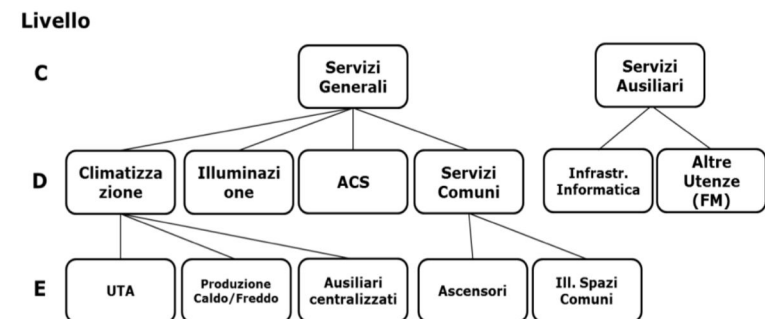 Livello
C
Servizi
Generali
Servizi
Ausiliari
D
Climatizza
zione
Illuminazi
one
ACS
Servizi
Comuni
Infrastr.
Informatica
Altre
Utenze
(FM)
E
UTA
Produzione
Caldo/Freddo
Ausiliari
centralizzati
Ascensori
Ill. Spazi
Comuni